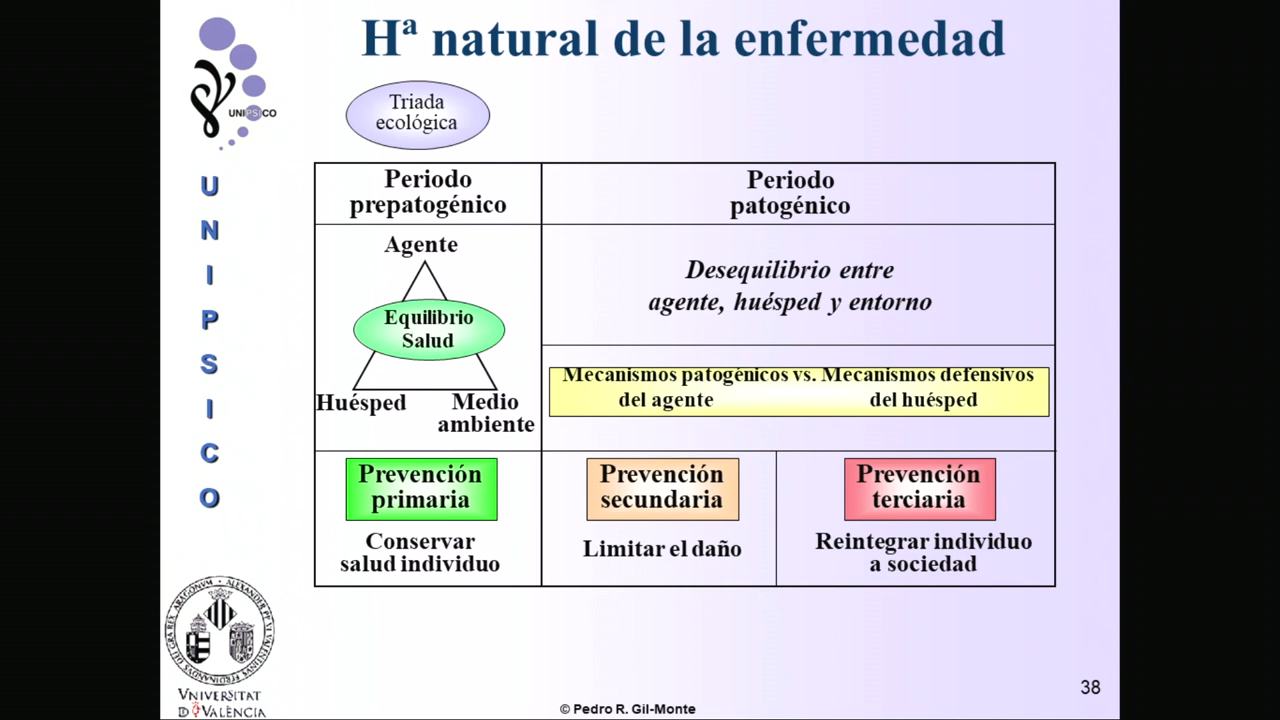 Hª natural de la enfermedad
UNIPSICO
Triada
ecológica
U
N
I
P
S
I
C
O
Periodo
prepatogénico
Periodo
patogénico
Agente
Equilibrio
Salud
Huésped
Medio
ambiente
Desequilibrio entre
agente, huésped y entorno
Mecanismos patogénicos vs. Mecanismos defensivos
del agente del huésped
Prevención
primaria
Conservar
salud individuo
Prevención
secundaria
Limitar el daño
Prevención
terciaria
Reintegrar individuo
a sociedad
VNIVERSITAT
D VALÈNCIA
© Pedro R. Gil-Monte
38